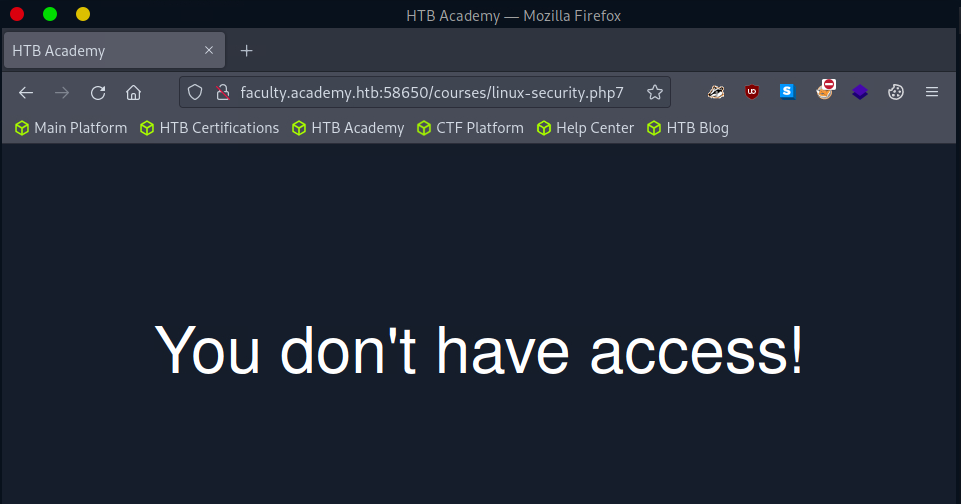 HTB Academy — Mozilla Firefox
HTB Academy
faculty.academy.htb:58650/courses/linux-security.php7
Main Platform HTB Certifications HTB Academy CTF Platform Help Center HTB Blog
You don't have access!